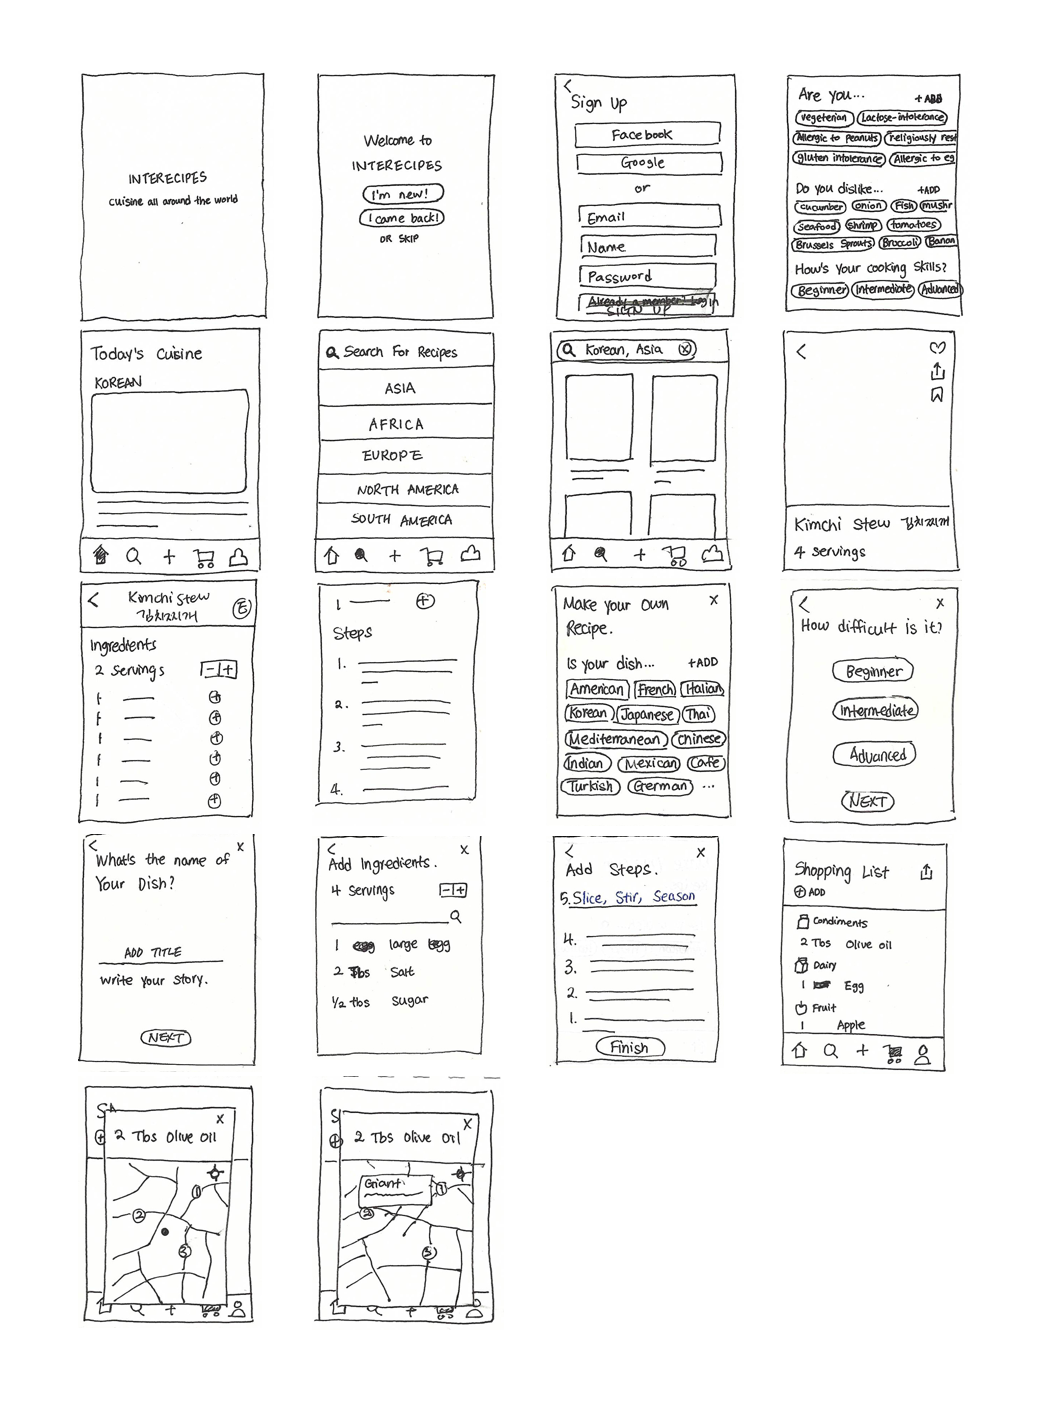 INTERECIPES
cuisine all around the world
Welcome to
INTERECIPES
I'm new!
I came back!
OR SKIP
Sign Up
Facebook
Google
or
Email
Name
Password
Already a member? Log in
SIGN UP
Are you...
+ ADD
vegeterian
Lactose-intolerance
Allergic to Peanuts
religiously rest
gluten intolerance
Allergic to eg
Do you dislike...
+ADD
cucumber
onion
Fish
mushr
Seafood
shrimp
tomatoes
Brussels Sprouts
Broccoli
Banan
How's your cooking skills?
Beginner
Intermediate
Advanced
Today's Cuisine
KOREAN
Search For Recipes
ASIA
AFRICA
EUROPE
NORTH AMERICA
SOUTH AMERICA
Korean, Asia
Kimchi Stew 김치찌개
4 servings
Kimchi Stew
김치찌개
E
Ingredients
2 servings
- +
1
Steps
1.
2.
3.
4.
Make your own
Recipe.
X
Is your dish...
+ADD
American
French
Italian
Korean
Japanese
Thai
Mediterranean
Chinese
Indian
Mexican
Cafe
Turkish
German
...
X
How difficult is it?
Beginner
Intermediate
Advanced
NEXT
X
What's the name of
Your Dish?
ADD TITLE
Write your story.
NEXT
X
Add Ingredients.
4 servings
- +
1 large Egg
2 Tbs Salt
1/2 tbs sugar
X
Add Steps.
5. Slice, Stir, Season
4.
3.
2.
1.
Finish
Shopping List
ADD
Condiments
2 Tbs Olive oil
Dairy
1 Egg
Fruit
1 Apple
X
2 Tbs Olive Oil
1
2
3
X
2 Tbs Olive Oil
Giant
1
2
3